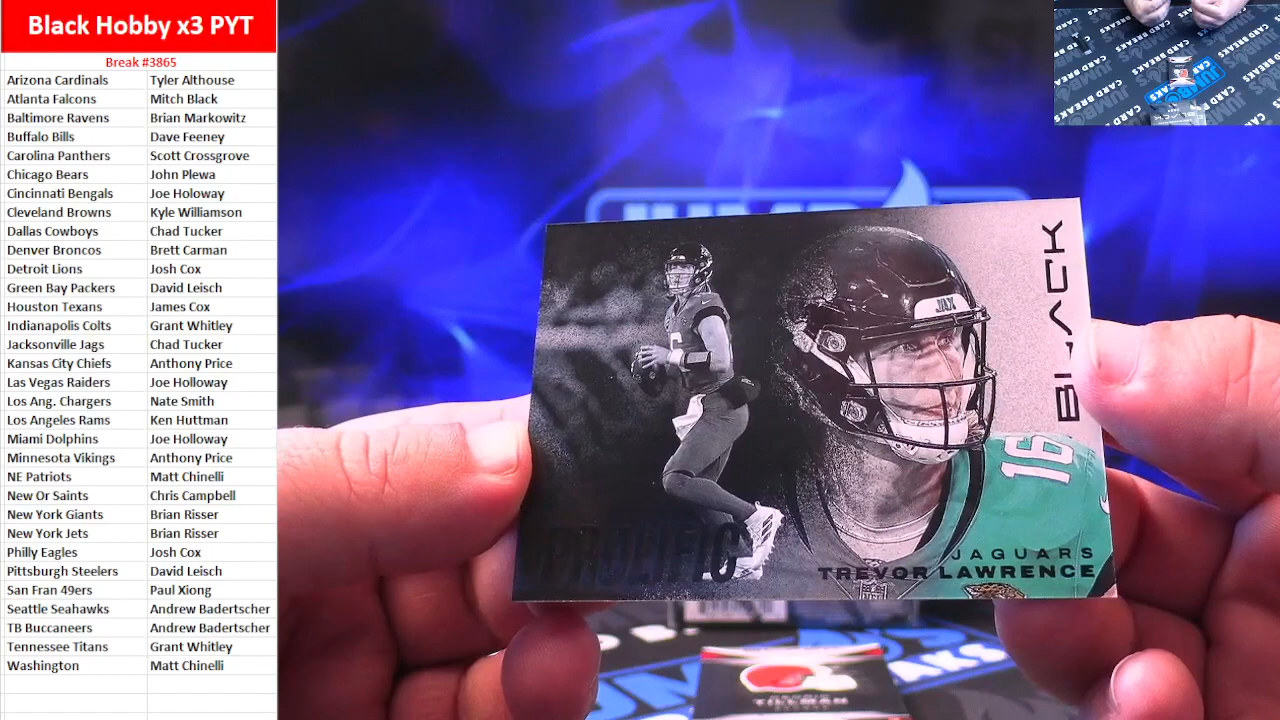 Black Hobby x3 PYT
Break #3865
Arizona Cardinals Tyler Althouse
Atlanta Falcons Mitch Black
Baltimore Ravens Brian Markowitz
Buffalo Bills Dave Feeney
Carolina Panthers Scott Crossgrove
Chicago Bears John Plewa
Cincinnati Bengals Joe Holoway
Cleveland Browns Kyle Williamson
Dallas Cowboys Chad Tucker
Denver Broncos Brett Carman
Detroit Lions Josh Cox
Green Bay Packers David Leisch
Houston Texans James Cox
Indianapolis Colts Grant Whitley
Jacksonville Jags Chad Tucker
Kansas City Chiefs Anthony Price
Las Vegas Raiders Joe Holloway
Los Ang. Chargers Nate Smith
Los Angeles Rams Ken Huttman
Miami Dolphins Joe Holloway
Minnesota Vikings Anthony Price
NE Patriots Matt Chinelli
New Or Saints Chris Campbell
New York Giants Brian Risser
New York Jets Brian Risser
Philly Eagles Josh Cox
Pittsburgh Steelers David Leisch
San Fran 49ers Paul Xiong
Seattle Seahawks Andrew Badertscher
TB Buccaneers Andrew Badertscher
Tennessee Titans Grant Whitley
Washington Matt Chinelli
CARD BREAKS
JUMBO
BLACK
JAX
16
PROLIFIC
JAGUARS
TREVOR LAWRENCE
TILLMAN